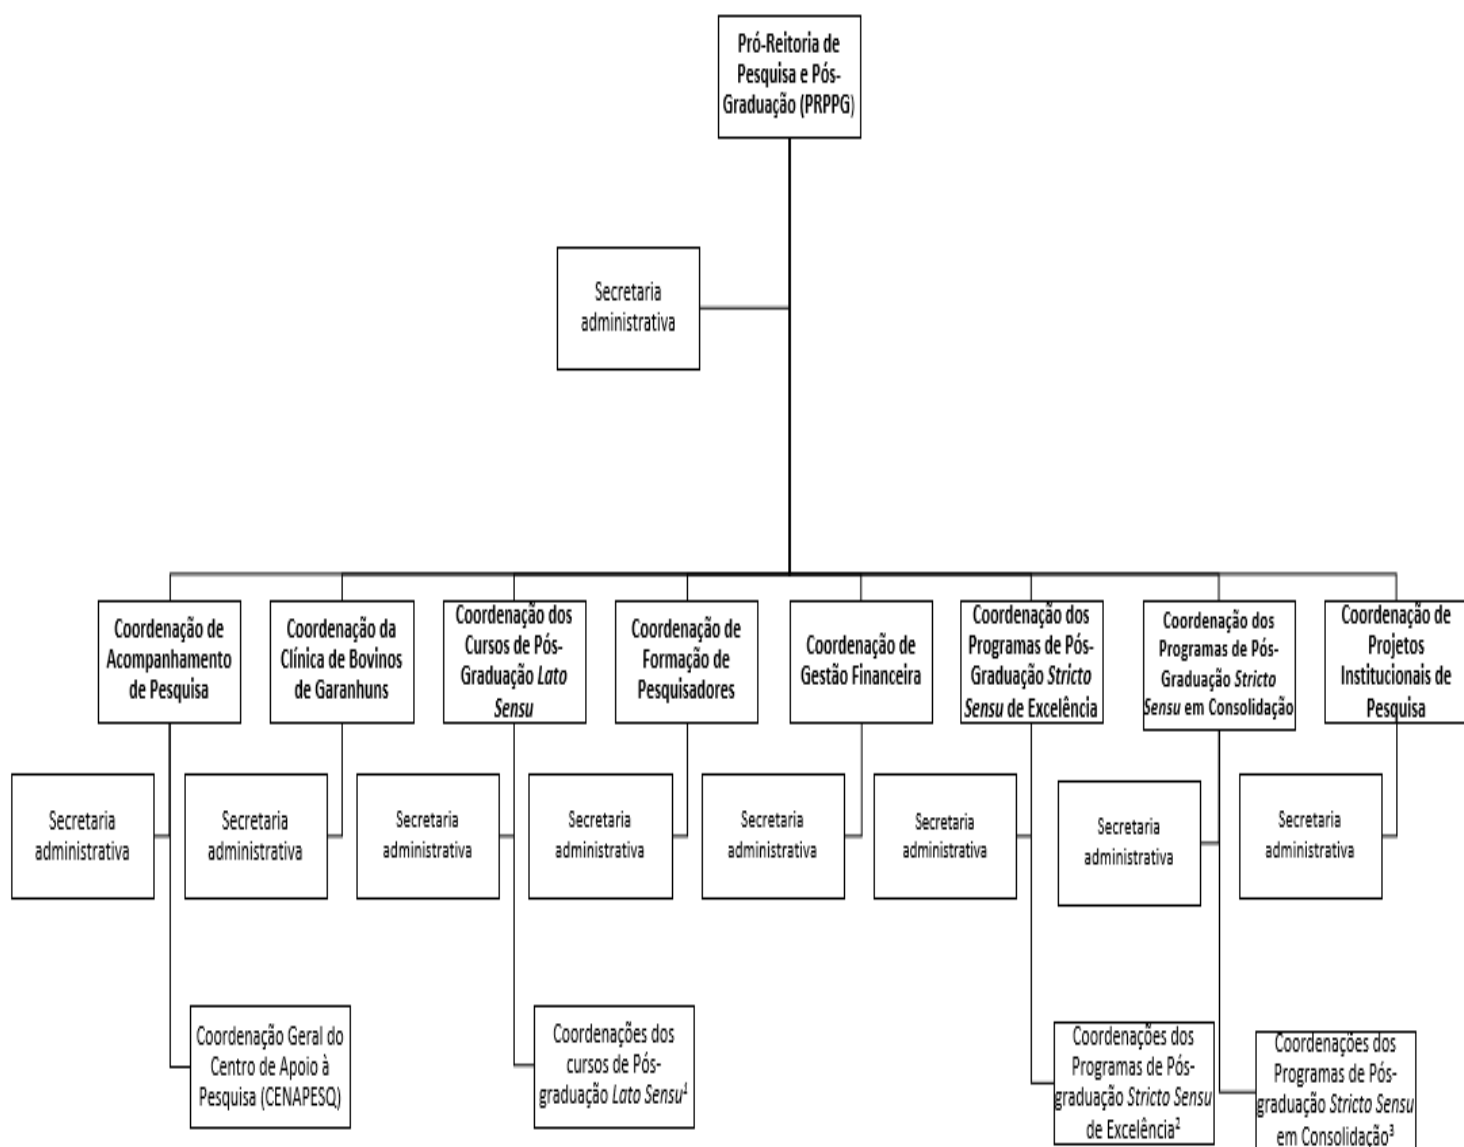 Pró-Reitoria de
Pesquisa e Pós-
Graduação (PRPPG)
Secretaria
administrativa
Coordenação de
Acompanhamento
de Pesquisa
Coordenação da
Clínica de Bovinos
de Garanhuns
Coordenação dos
Cursos de Pós-
Graduação Lato
Sensu
Coordenação de
Formação de
Pesquisadores
Coordenação de
Gestão Financeira
Coordenação dos
Programas de Pós-
Graduação Stricto
Sensu de Excelência
Coordenação dos
Programas de Pós-
Graduação Stricto
Sensu em Consolidação
Coordenação de
Projetos
Institucionais de
Pesquisa
Secretaria
administrativa
Secretaria
administrativa
Secretaria
administrativa
Secretaria
administrativa
Secretaria
administrativa
Secretaria
administrativa
Secretaria
administrativa
Secretaria
administrativa
Coordenação Geral do
Centro de Apoio à
Pesquisa (CENAPESQ)
Coordenações dos
cursos de Pós-
graduação Lato Sensu¹
Coordenações dos
Programas de Pós-
graduação Stricto Sensu
de Excelência²
Coordenações dos
Programas de Pós-
graduação Stricto Sensu
em Consolidação³